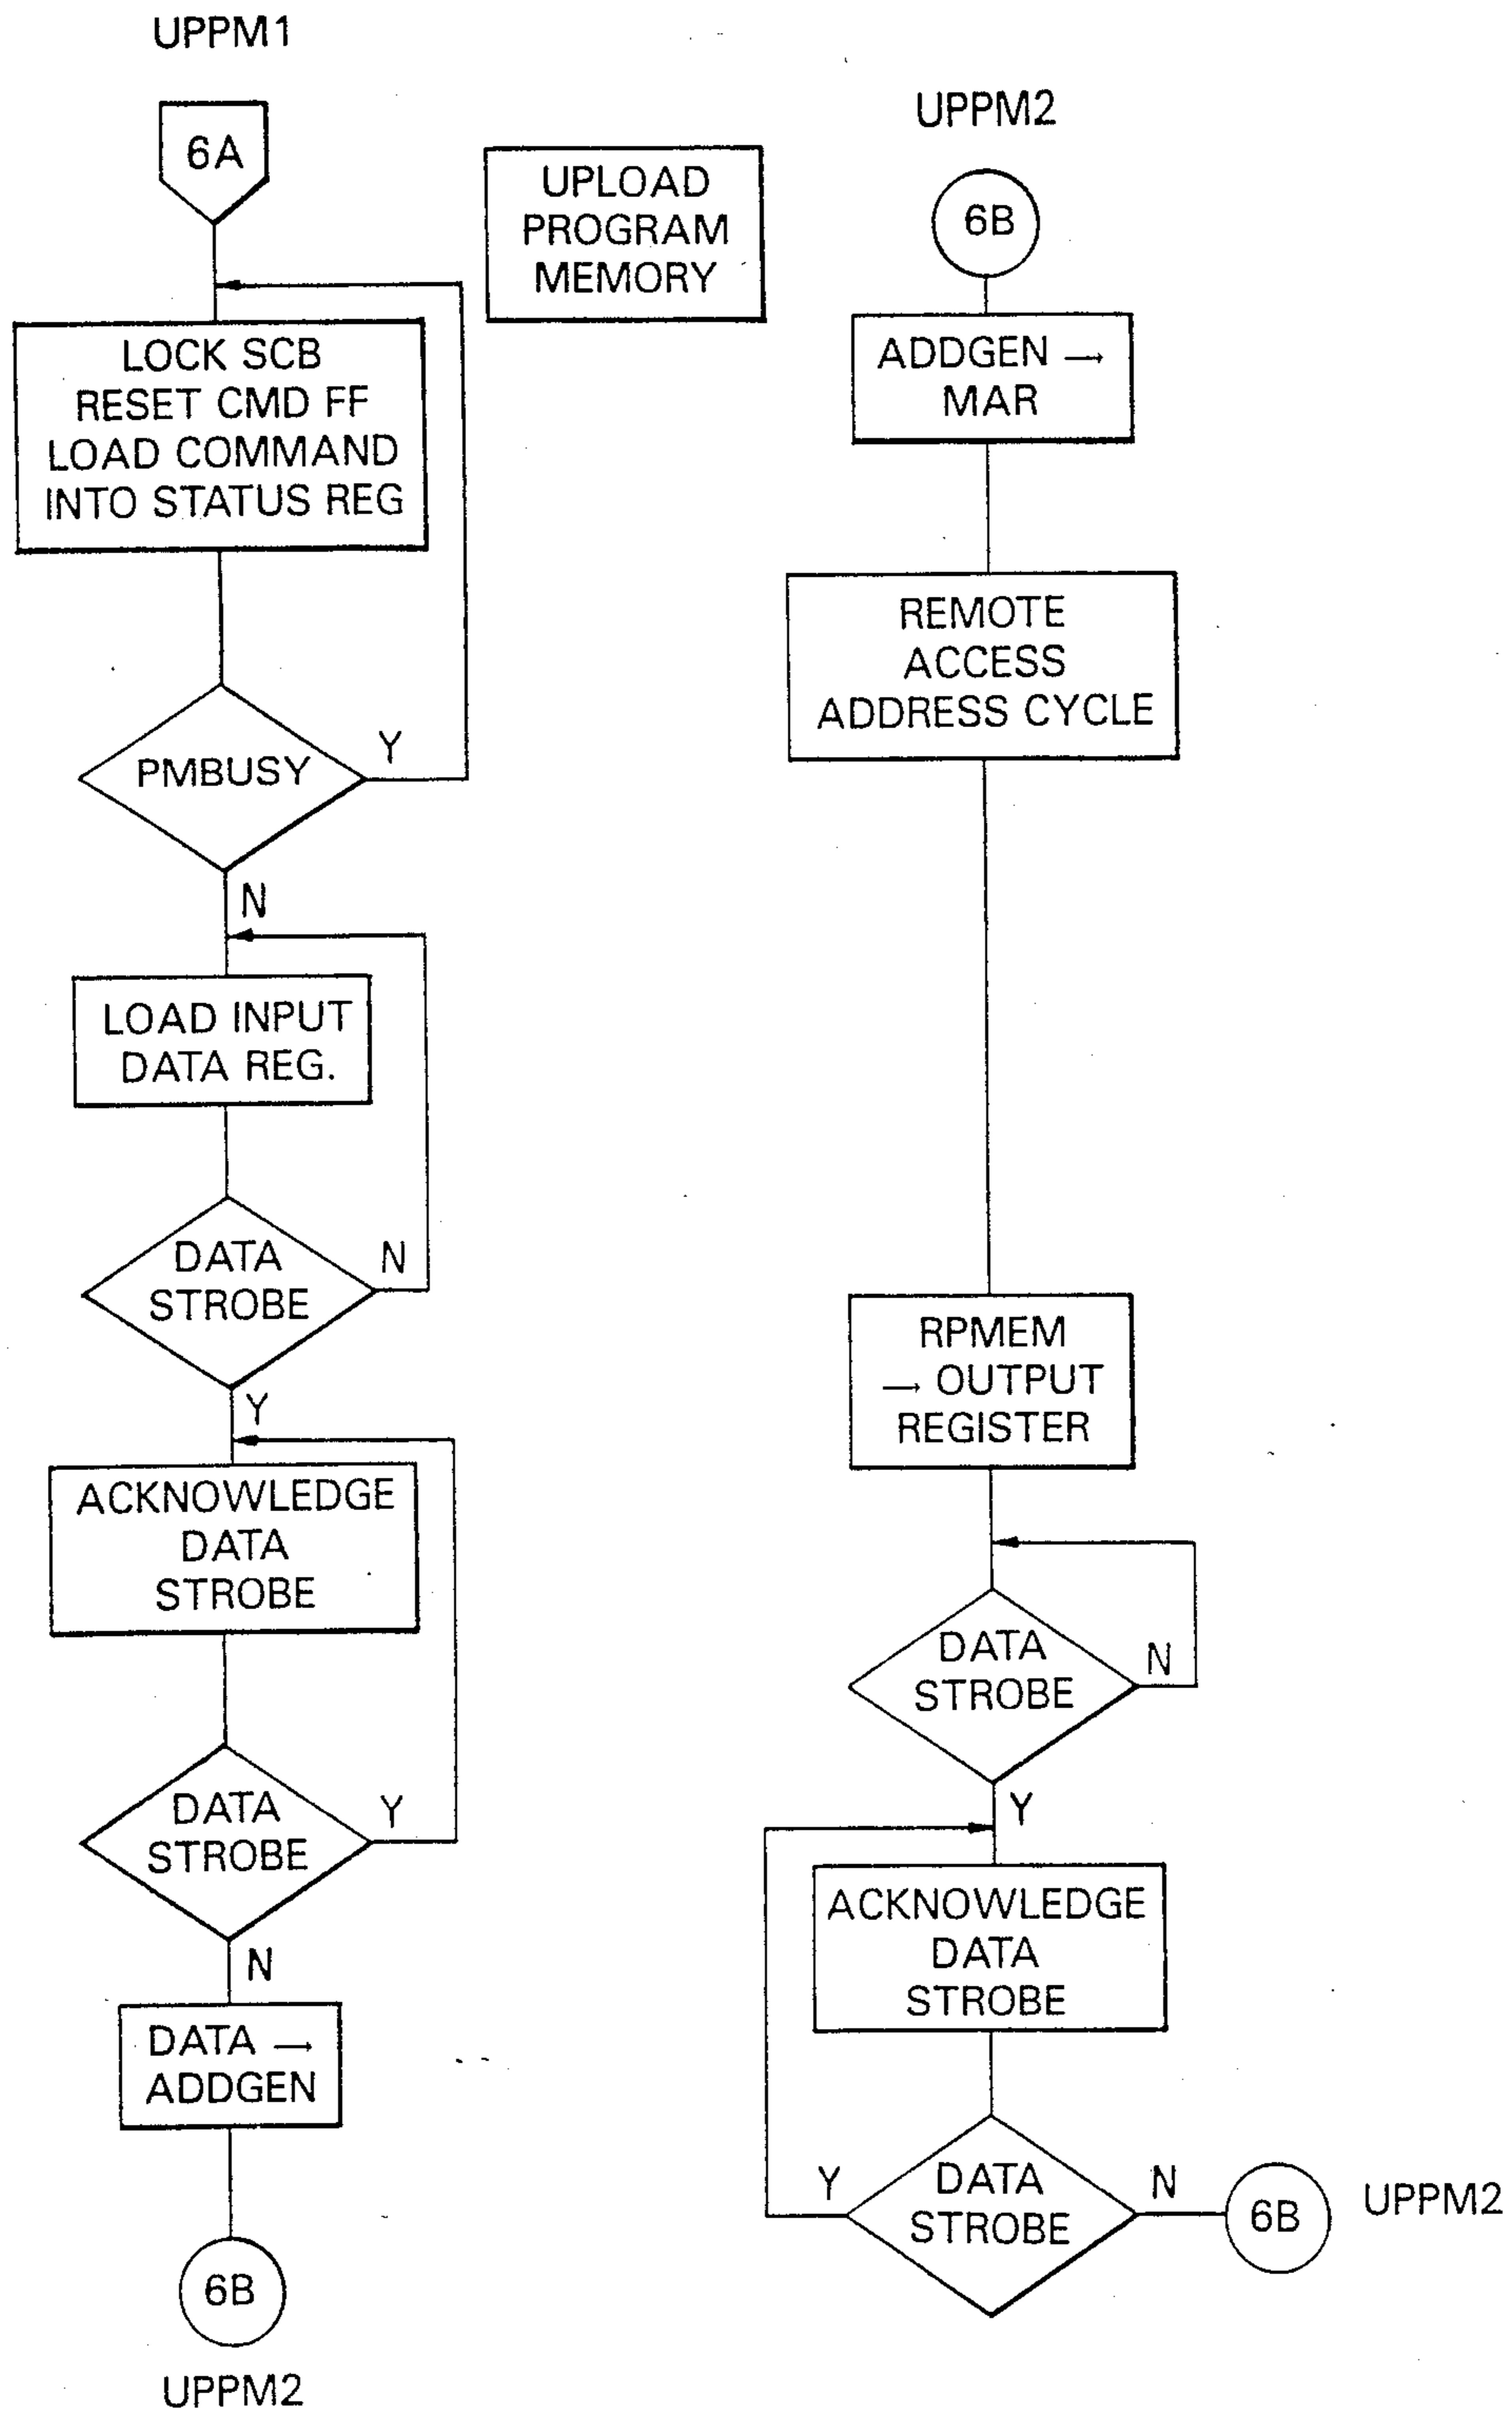 UPPM1
6A
UPLOAD
PROGRAM
MEMORY
LOCK SCB
RESET CMD FF
LOAD COMMAND
INTO STATUS REG
PMBUSY
Y
N
LOAD INPUT
DATA REG.
DATA
STROBE
N
Y
ACKNOWLEDGE
DATA
STROBE
DATA
STROBE
Y
N
DATA →
ADDGEN
6B
UPPM2
UPPM2
6B
ADDGEN →
MAR
REMOTE
ACCESS
ADDRESS CYCLE
RPMEM
→ OUTPUT
REGISTER
DATA
STROBE
N
Y
ACKNOWLEDGE
DATA
STROBE
DATA
STROBE
Y
N
6B
UPPM2